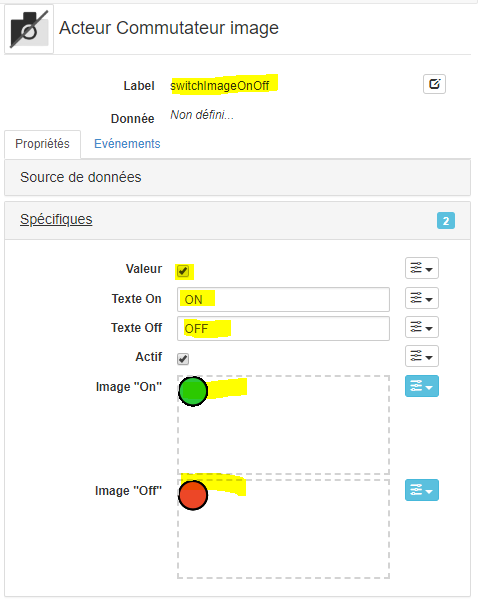 Acteur Commutateur image
Label switchImageOnOff
Donnée Non défini...
Propriétés Evénements
Source de données
Spécifiques 2
Valeur
Texte On ON
Texte Off OFF
Actif
Image "On"
Image "Off"